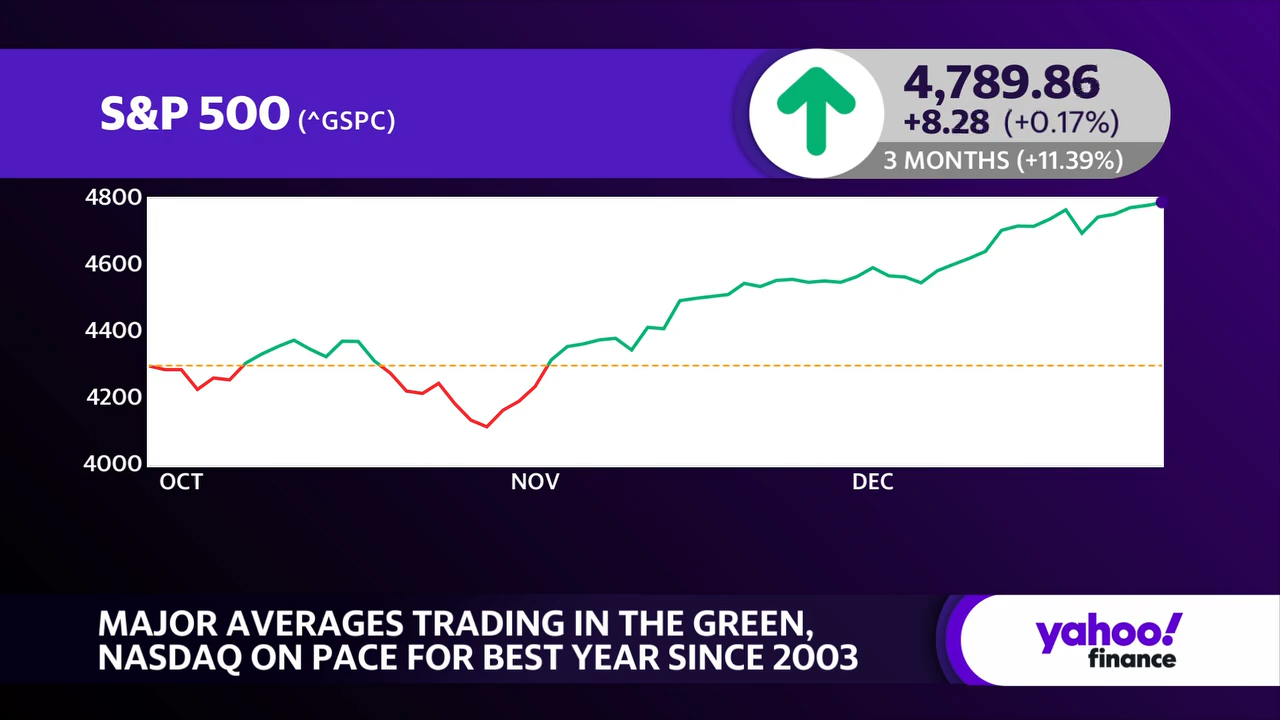 S&P 500 (^GSPC)
4,789.86
+8.28 (+0.17%)
3 MONTHS (+11.39%)
4800
4600
4400
4200
4000
OCT NOV DEC
MAJOR AVERAGES TRADING IN THE GREEN,
NASDAQ ON PACE FOR BEST YEAR SINCE 2003
yahoo!
finance